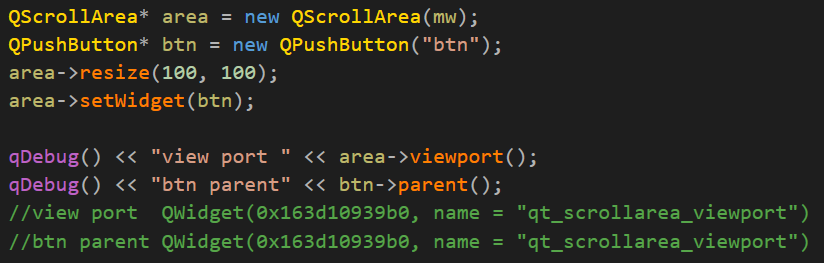 QScrollArea* area = new QScrollArea(mw);
QPushButton* btn = new QPushButton("btn");
area->resize(100, 100);
area->setWidget(btn);
qDebug() << "view port " << area->viewport();
qDebug() << "btn parent" << btn->parent();
//view port  QWidget(0x163d10939b0, name = "qt_scrollarea_viewport")
//btn parent QWidget(0x163d10939b0, name = "qt_scrollarea_viewport")